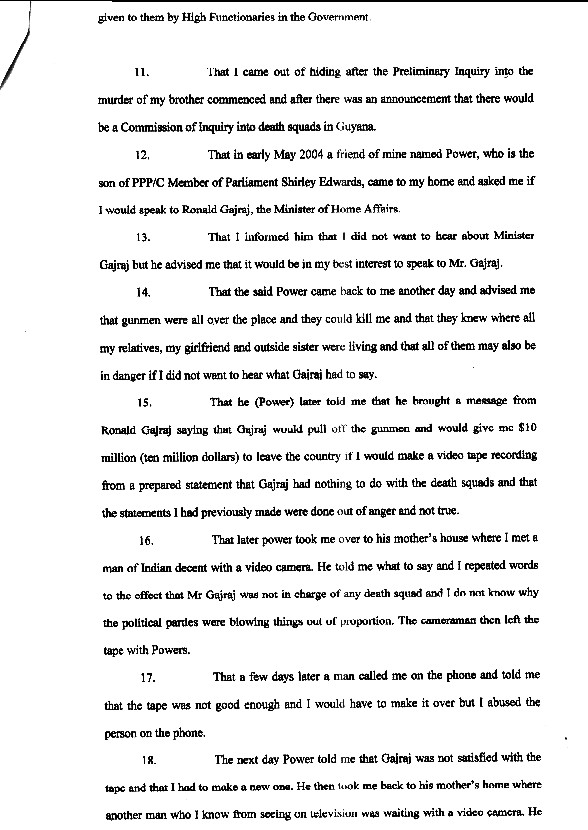 given to them by High Functionaries in the Government.
11. That I came out of hiding after the Preliminary Inquiry into the
murder of my brother commenced and after there was an announcement that there would
be a Commission of Inquiry into death squads in Guyana.
12. That in early May 2004 a friend of mine named Power, who is the
son of PPP/C Member of Parliament Shirley Edwards, came to my home and asked me if
I would speak to Ronald Gajraj, the Minister of Home Affairs.
13. That I informed him that I did not want to hear about Minister
Gajraj but he advised me that it would be in my best interest to speak to Mr. Gajraj.
14. That the said Power came back to me another day and advised me
that gunmen were all over the place and they could kill me and that they knew where all
my relatives, my girlfriend and outside sister were living and that all of them may also be
in danger if I did not want to hear what Gajraj had to say.
15. That he (Power) later told me that he brought a message from
Ronald Gajraj saying that Gajraj would pull off the gunmen and would give me $10
million (ten million dollars) to leave the country if I would make a video tape recording
from a prepared statement that Gajraj had nothing to do with the death squads and that
the statements I had previously made were done out of anger and not true.
16. That later power took me over to his mother's house where I met a
man of Indian decent with a video camera. He told me what to say and I repeated words
to the effect that Mr Gajraj was not in charge of any death squad and I do not know why
the political parties were blowing things out of proportion. The cameraman then left the
tape with Powers.
17. That a few days later a man called me on the phone and told me
that the tape was not good enough and I would have to make it over but I abused the
person on the phone.
18. The next day Power told me that Gajraj was not satisfied with the
tape and that I had to make a new one. He then took me back to his mother's home where
another man who I know from seeing on television was waiting with a video camera. He